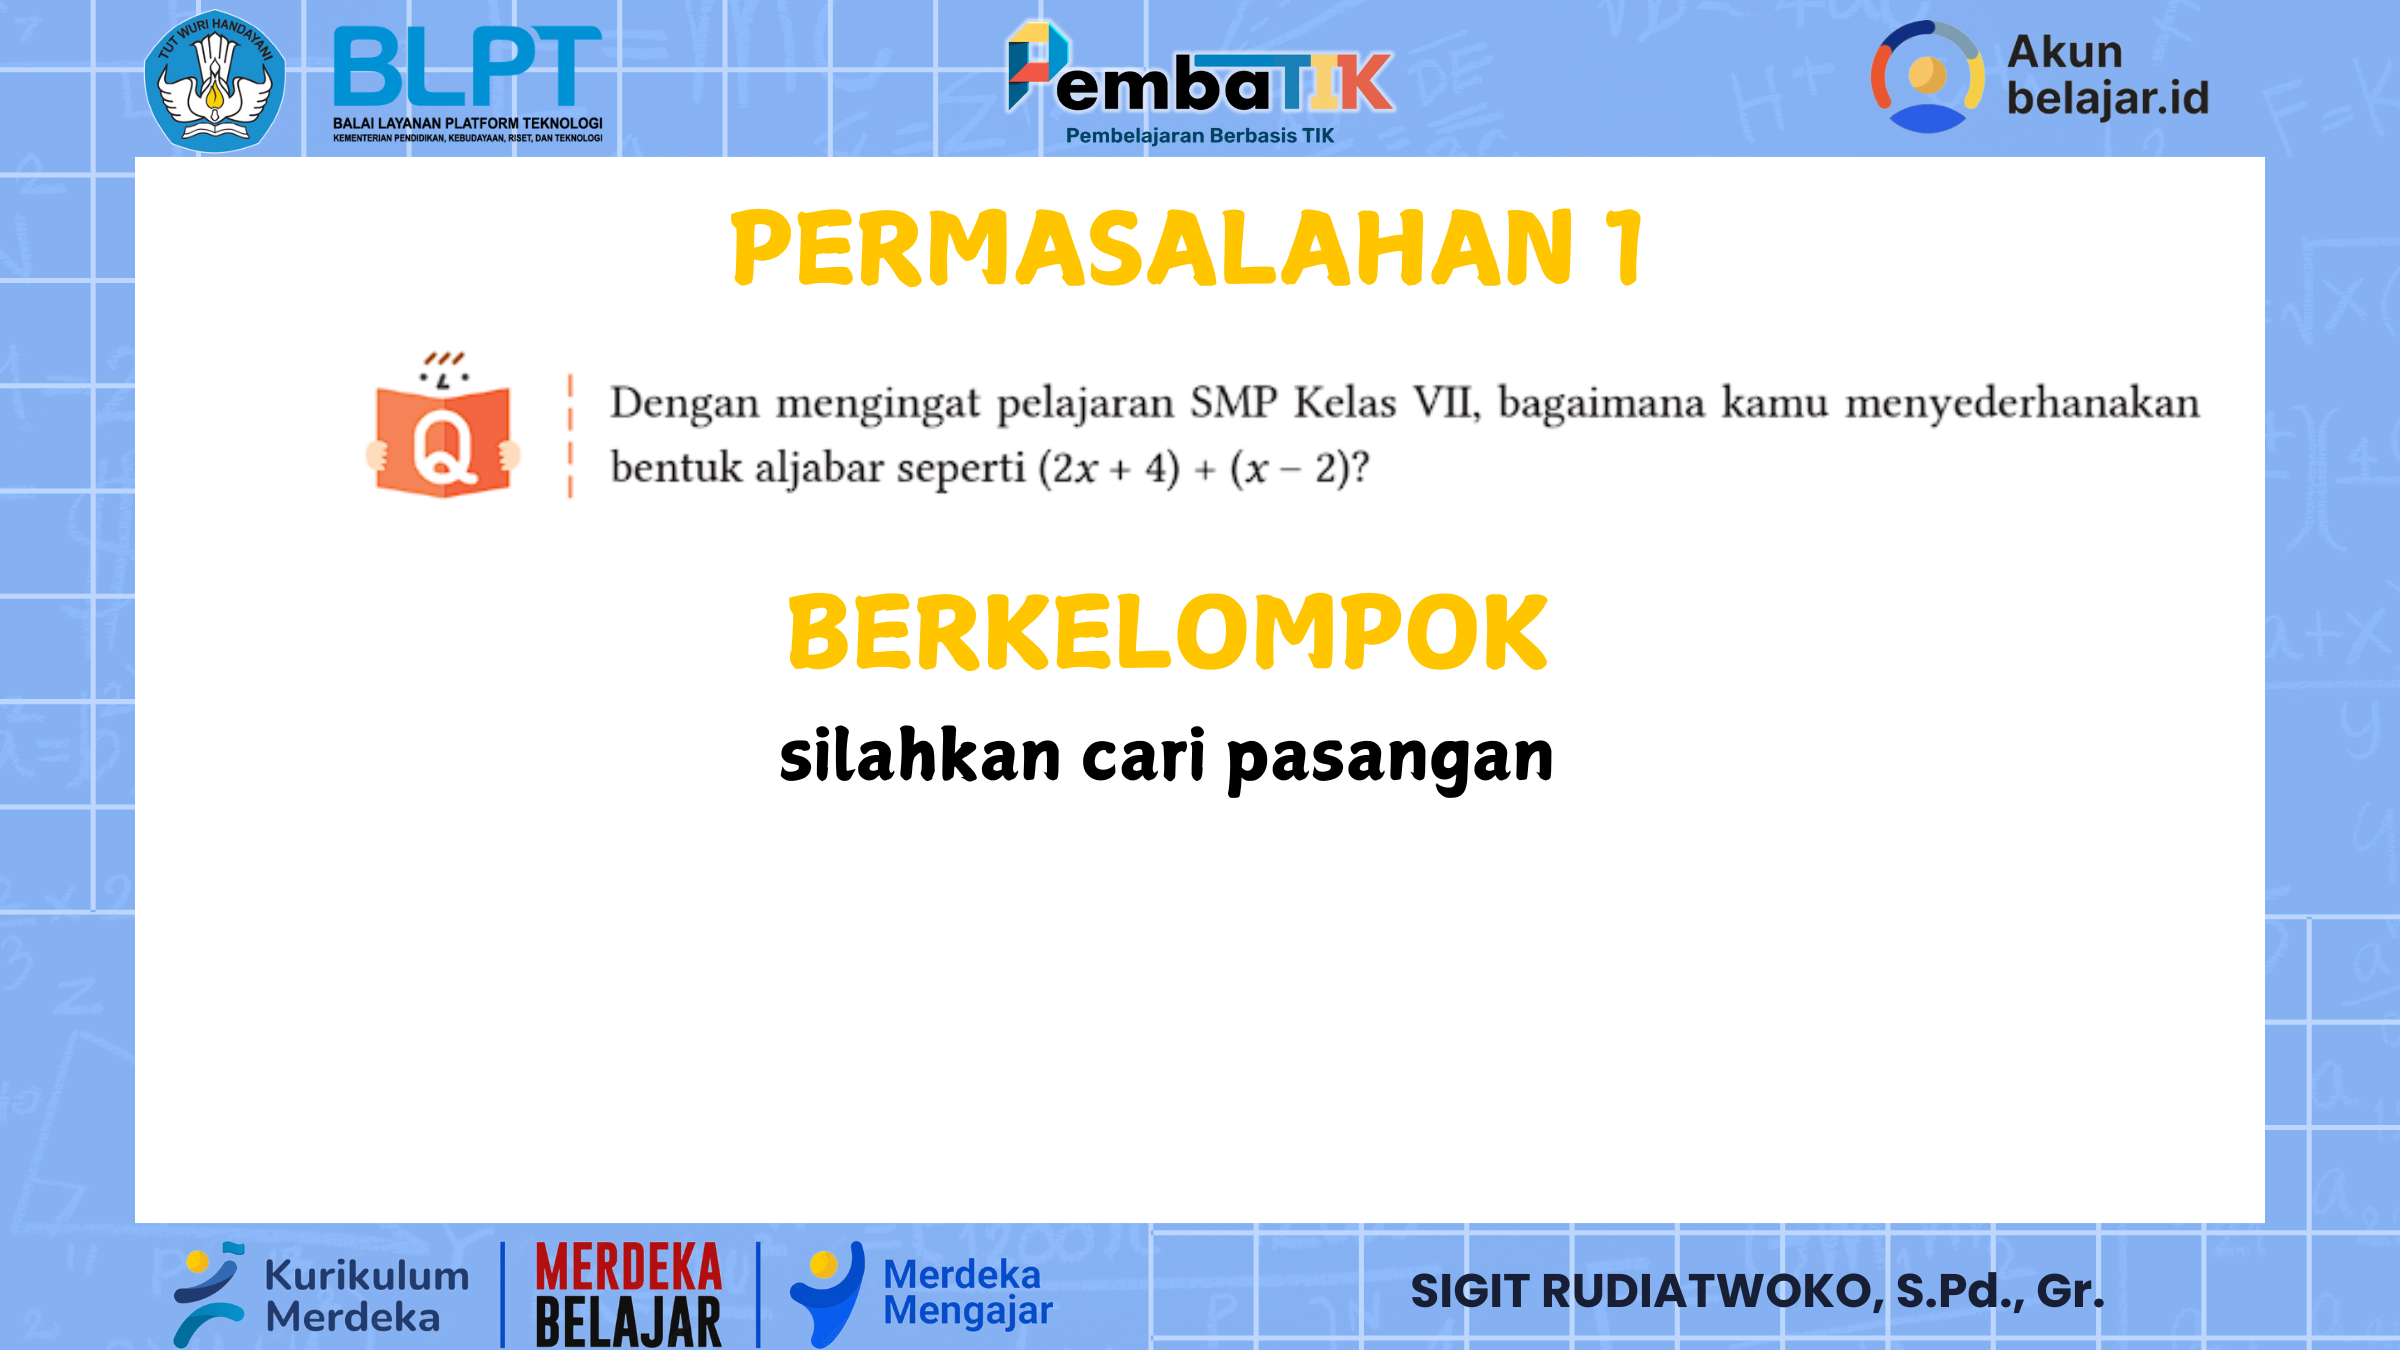 TUT WURI HANDAYANI
BLPT
BALAI LAYANAN PLATFORM TEKNOLOGI
KEMENTERIAN PENDIDIKAN, KEBUDAYAAN, RISET, DAN TEKNOLOGI
PembaTIK
Pembelajaran Berbasis TIK
Akun
belajar.id
PERMASALAHAN 1
Q
Dengan mengingat pelajaran SMP Kelas VII, bagaimana kamu menyederhanakan
bentuk aljabar seperti (2x + 4) + (x – 2)?
BERKELOMPOK
silahkan cari pasangan
Kurikulum
Merdeka
MERDEKA
BELAJAR
Merdeka
Mengajar
SIGIT RUDIATWOKO, S.Pd., Gr.